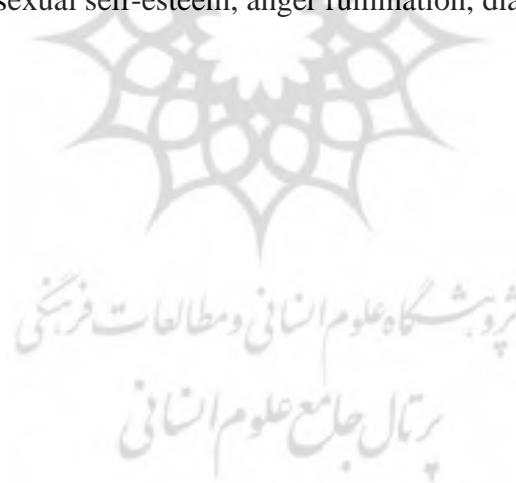 sexual self-esteem, anger rumination, dia
پژوهشگاه علوم انسانی و مطالعات فرهنگی
پرتال جامع علوم انسانی